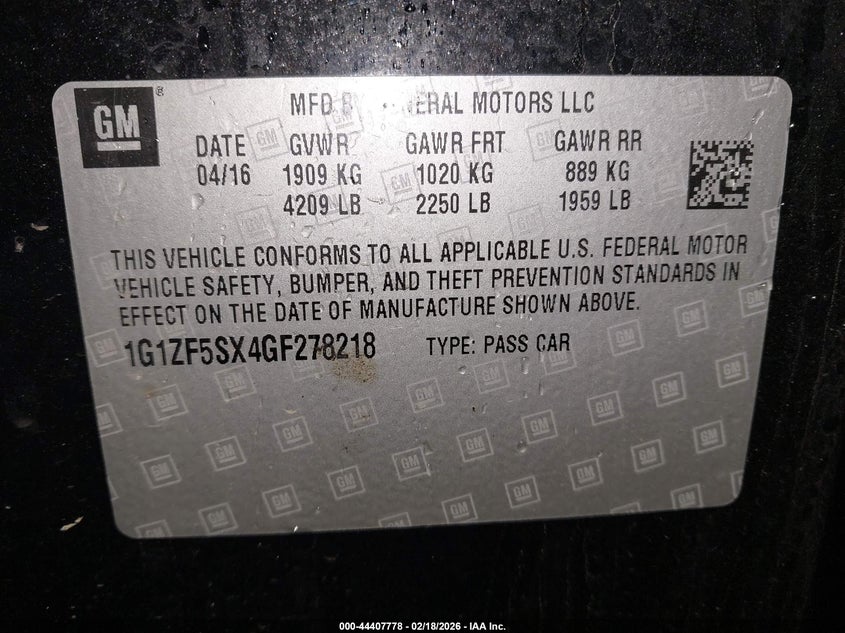 GM
MFD B NERAL MOTORS LLC
DATE GVWR GAWR FRT GAWR RR
04/16 1909 KG 1020 KG 889 KG
4209 LB 2250 LB 1959 LB
THIS VEHICLE CONFORMS TO ALL APPLICABLE U.S. FEDERAL MOTOR
VEHICLE SAFETY, BUMPER, AND THEFT PREVENTION STANDARDS IN
EFFECT ON THE DATE OF MANUFACTURE SHOWN ABOVE.
1G1ZF5SX4GF278218 TYPE: PASS CAR
000-44407778 - 02/18/2026 - IAA Inc.